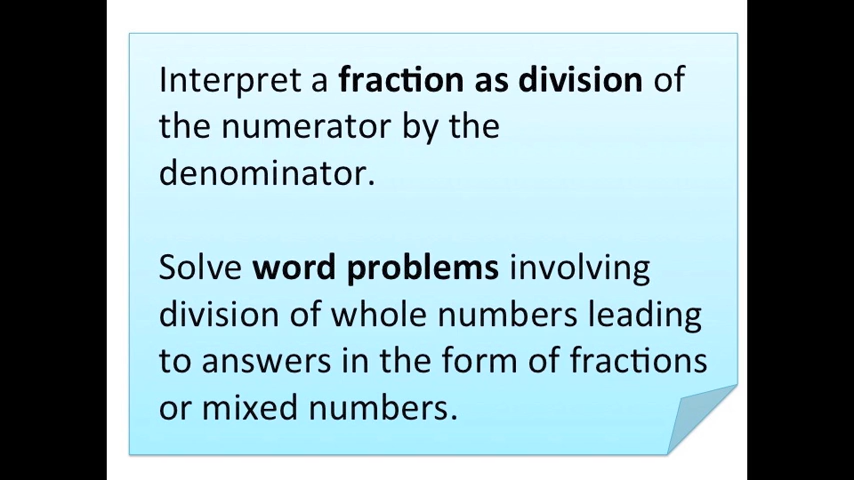 Interpret a fraction as division of
the numerator by the
denominator.
Solve word problems involving
division of whole numbers leading
to answers in the form of fractions
or mixed numbers.